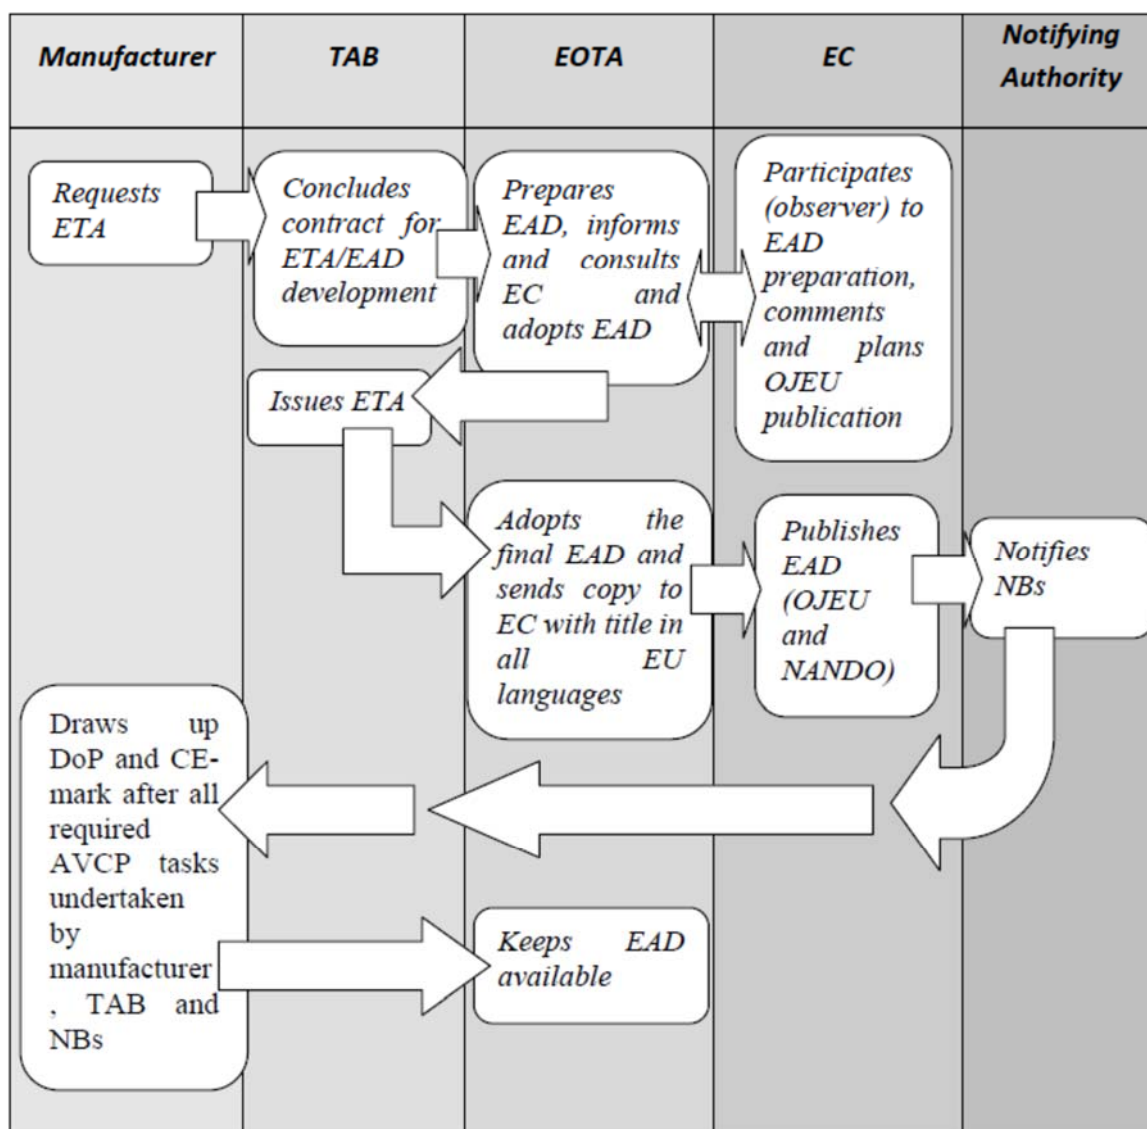 Manufacturer
TAB
EOTA
EC
Notifying
Authority
Requests
ETA
Concludes
contract for
ETA/EAD
development
Prepares
EAD, informs
and consults
EC and
adopts EAD
Participates
(observer) to
EAD
preparation,
comments
and plans
OJEU
publication
Issues ETA
Adopts the
final EAD and
sends copy to
EC with title in
all EU
languages
Publishes
EAD
(OJEU
and
NANDO)
Notifies
NBs
Draws up
DoP and CE-
mark after all
required
AVCP tasks
undertaken
by
manufacturer
, TAB and
NBs
Keeps EAD
available